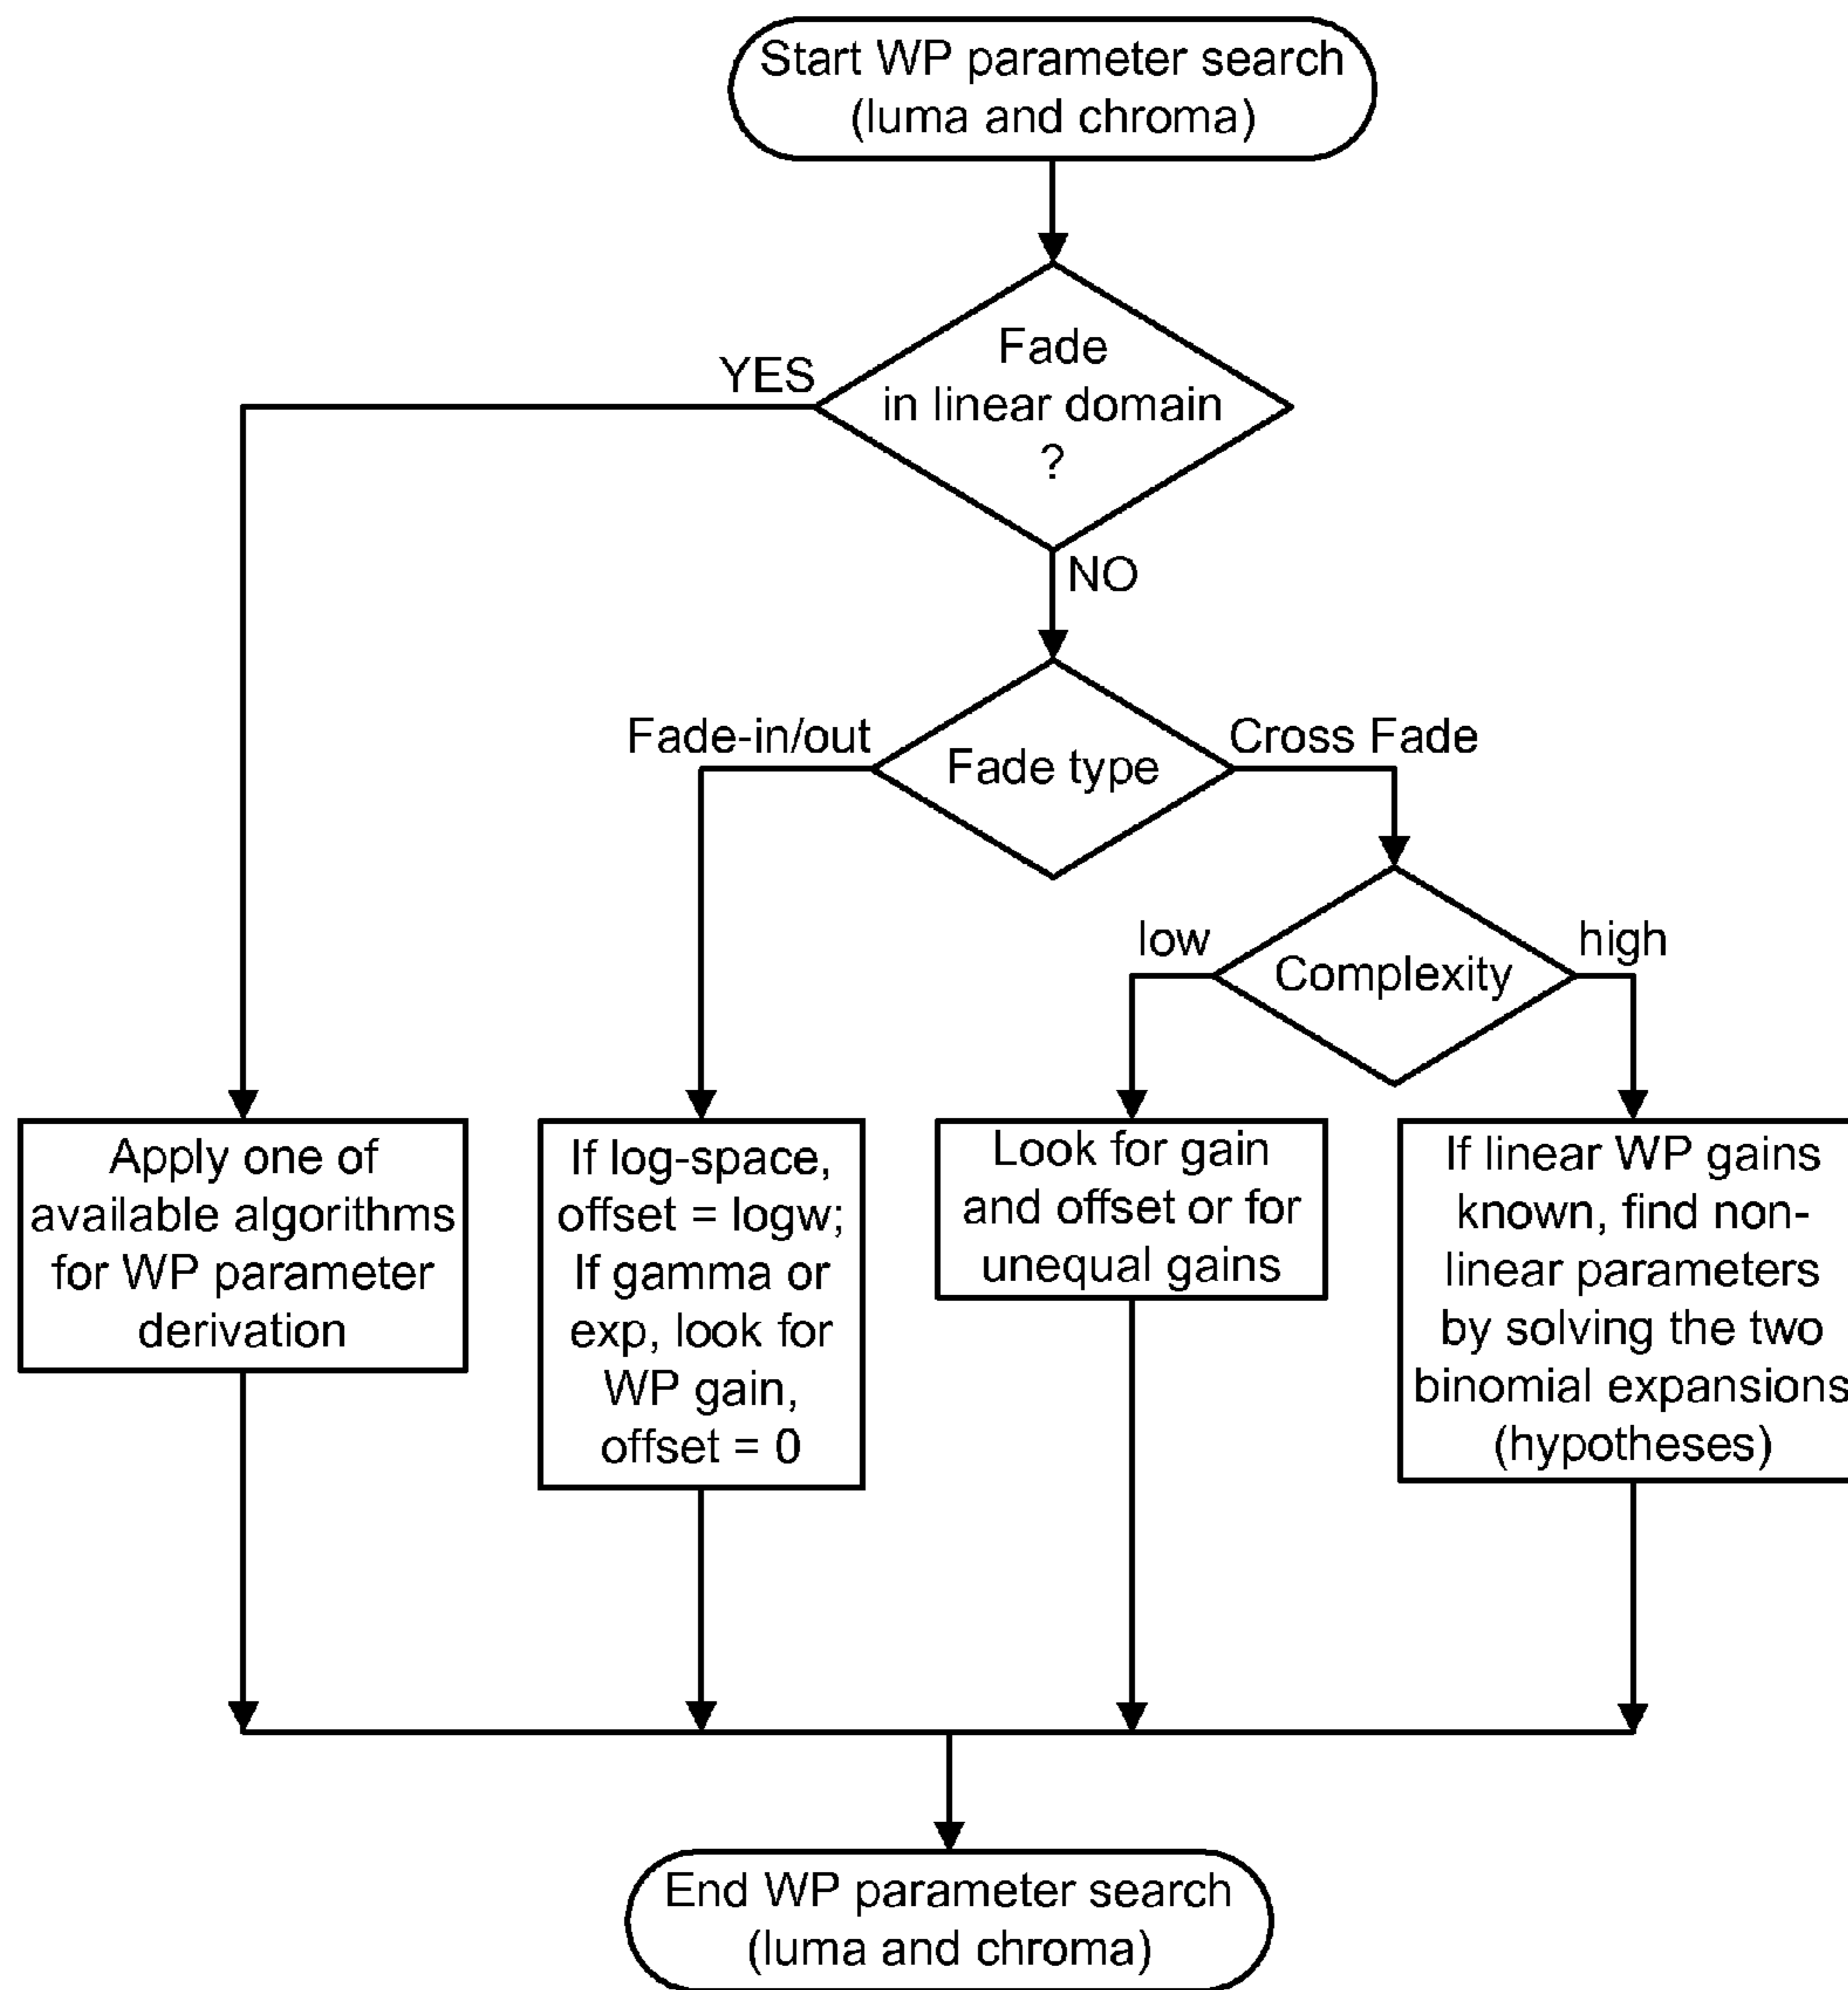 Start WP parameter search
(luma and chroma)
Fade
in linear domain
?
YES
NO
Fade type
Fade-in/out
Cross Fade
Complexity
low
high
Apply one of
available algorithms
for WP parameter
derivation
If log-space,
offset = logw;
If gamma or
exp, look for
WP gain,
offset = 0
Look for gain
and offset or for
unequal gains
If linear WP gains
known, find non-
linear parameters
by solving the two
binomial expansions
(hypotheses)
End WP parameter search
(luma and chroma)